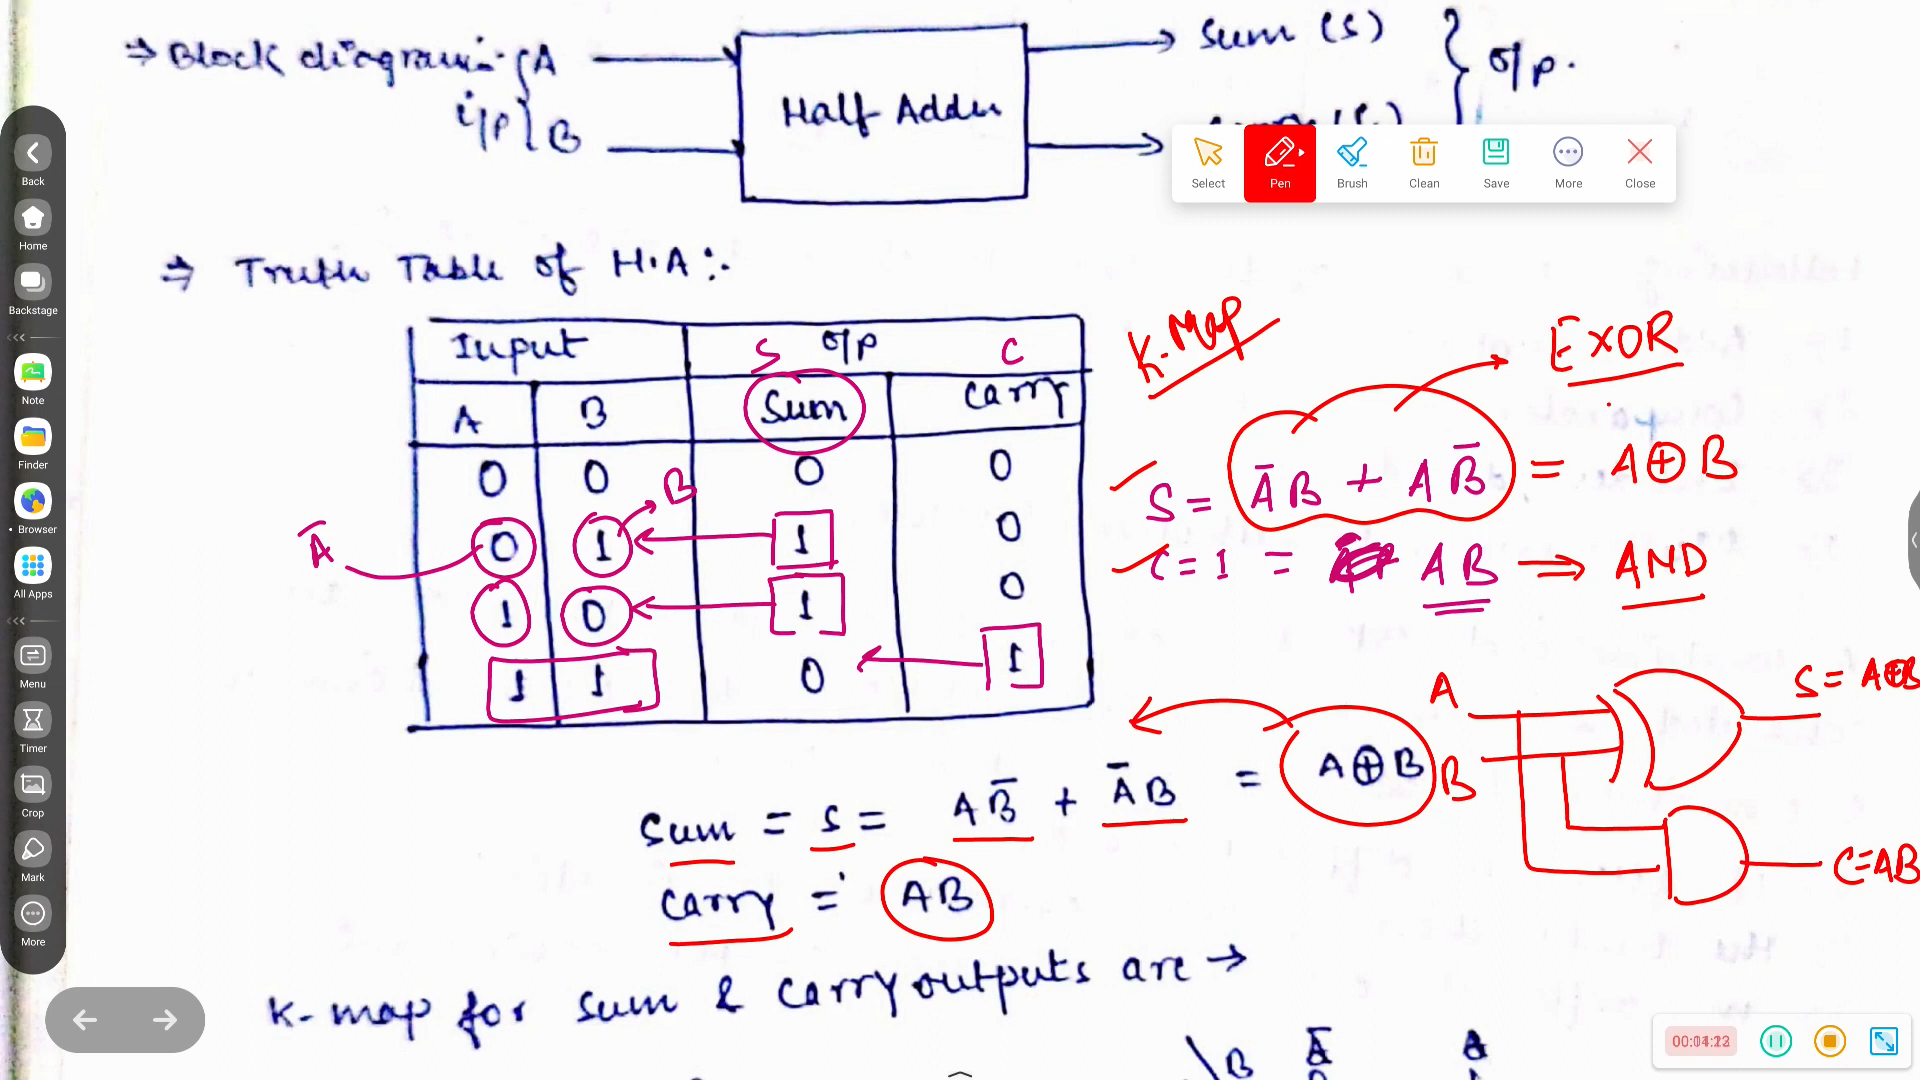 ⇒ Block diagram:- { A
i/p } B
Half Adder
Sum (S)
} o/p.
Select
Pen
Brush
Clean
Save
More
Close
⇒ Truth Table of H.A :-
Input S o/p C
A B Sum Carry
0 0 0 0
0 1 1 0
1 0 1 0
1 1 0 1
Ā
B
K-Map
EXOR
S = ĀB + AB̄ = A⊕B
C = 1 = AB ⇒ AND
A
B
S = A⊕B
C=AB
Sum = S = AB̄ + ĀB = A⊕B
Carry = AB
K-map for sum & carry outputs are →
B Ā A
Back
Home
Backstage
Note
Finder
Browser
All Apps
Menu
Timer
Crop
Mark
More